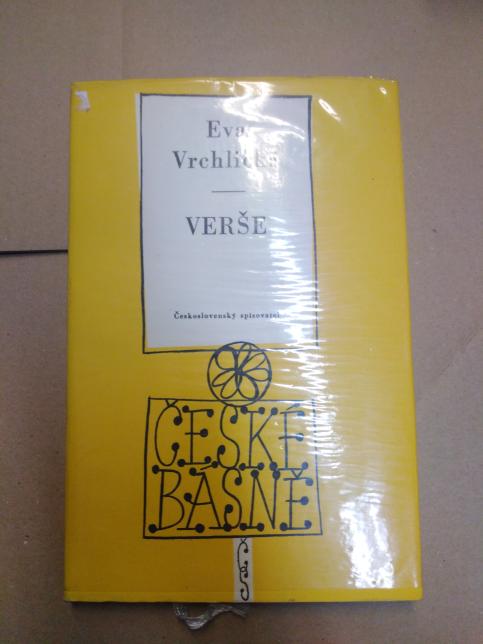 Eva
Vrchlická
VERŠE
Československý spisovatel
ČESKÉ
BÁSNĚ